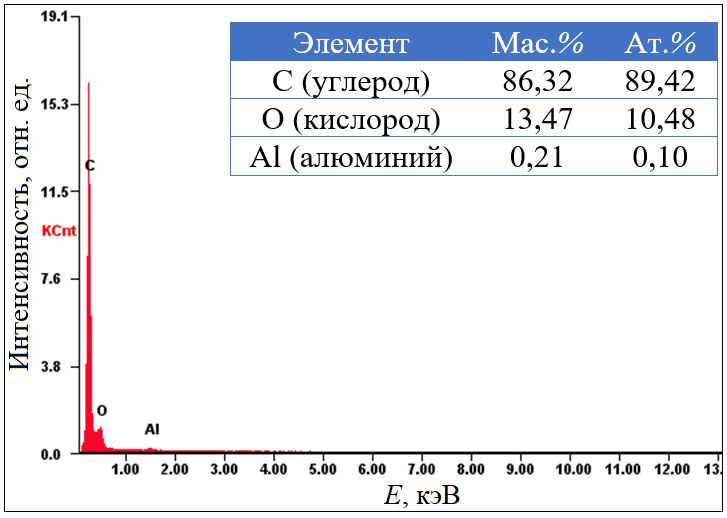 19.1
15.3
11.5
7.6
3.8
0.0
KCnt
Интенсивность, отн. ед.
Элемент Мас.% Ат.%
C (углерод) 86,32 89,42
O (кислород) 13,47 10,48
Al (алюминий) 0,21 0,10
C
O
Al
1.00 2.00 3.00 4.00 5.00 6.00 7.00 8.00 9.00 10.00 11.00 12.00 13.
E, кэВ